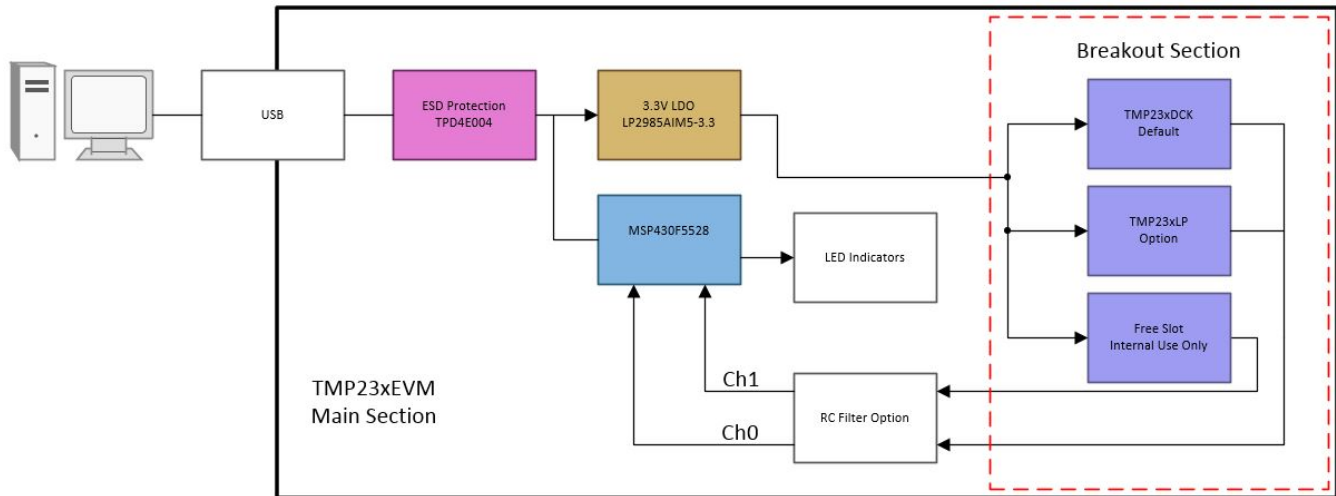 Breakout Section
USB
ESD Protection
TPD4E004
3.3V LDO
LP2985AIM5-3.3
TMP23xDCK
Default
MSP430F5528
LED Indicators
TMP23xLP
Option
Free Slot
Internal Use Only
TMP23xEVM
Main Section
Ch1
Ch0
RC Filter Option